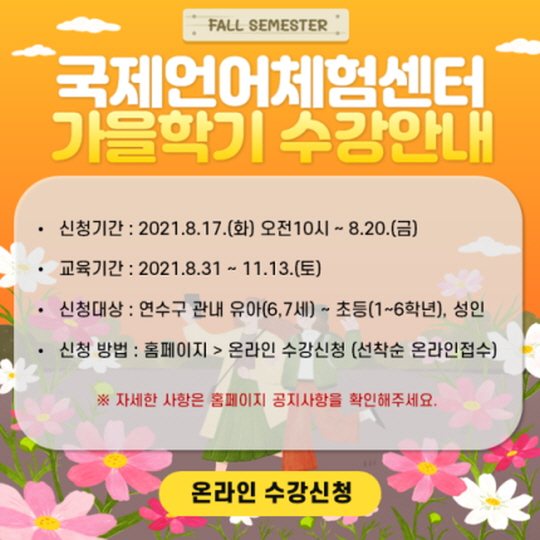 FALL SEMESTER
국제언어체험센터
가을학기 수강안내
• 신청기간 : 2021.8.17.(화) 오전10시 ~ 8.20.(금)
• 교육기간 : 2021.8.31 ~ 11.13.(토)
• 신청대상 : 연수구 관내 유아(6,7세) ~ 초등(1~6학년), 성인
• 신청 방법 : 홈페이지 > 온라인 수강신청 (선착순 온라인접수)
※ 자세한 사항은 홈페이지 공지사항을 확인해주세요.
온라인 수강신청